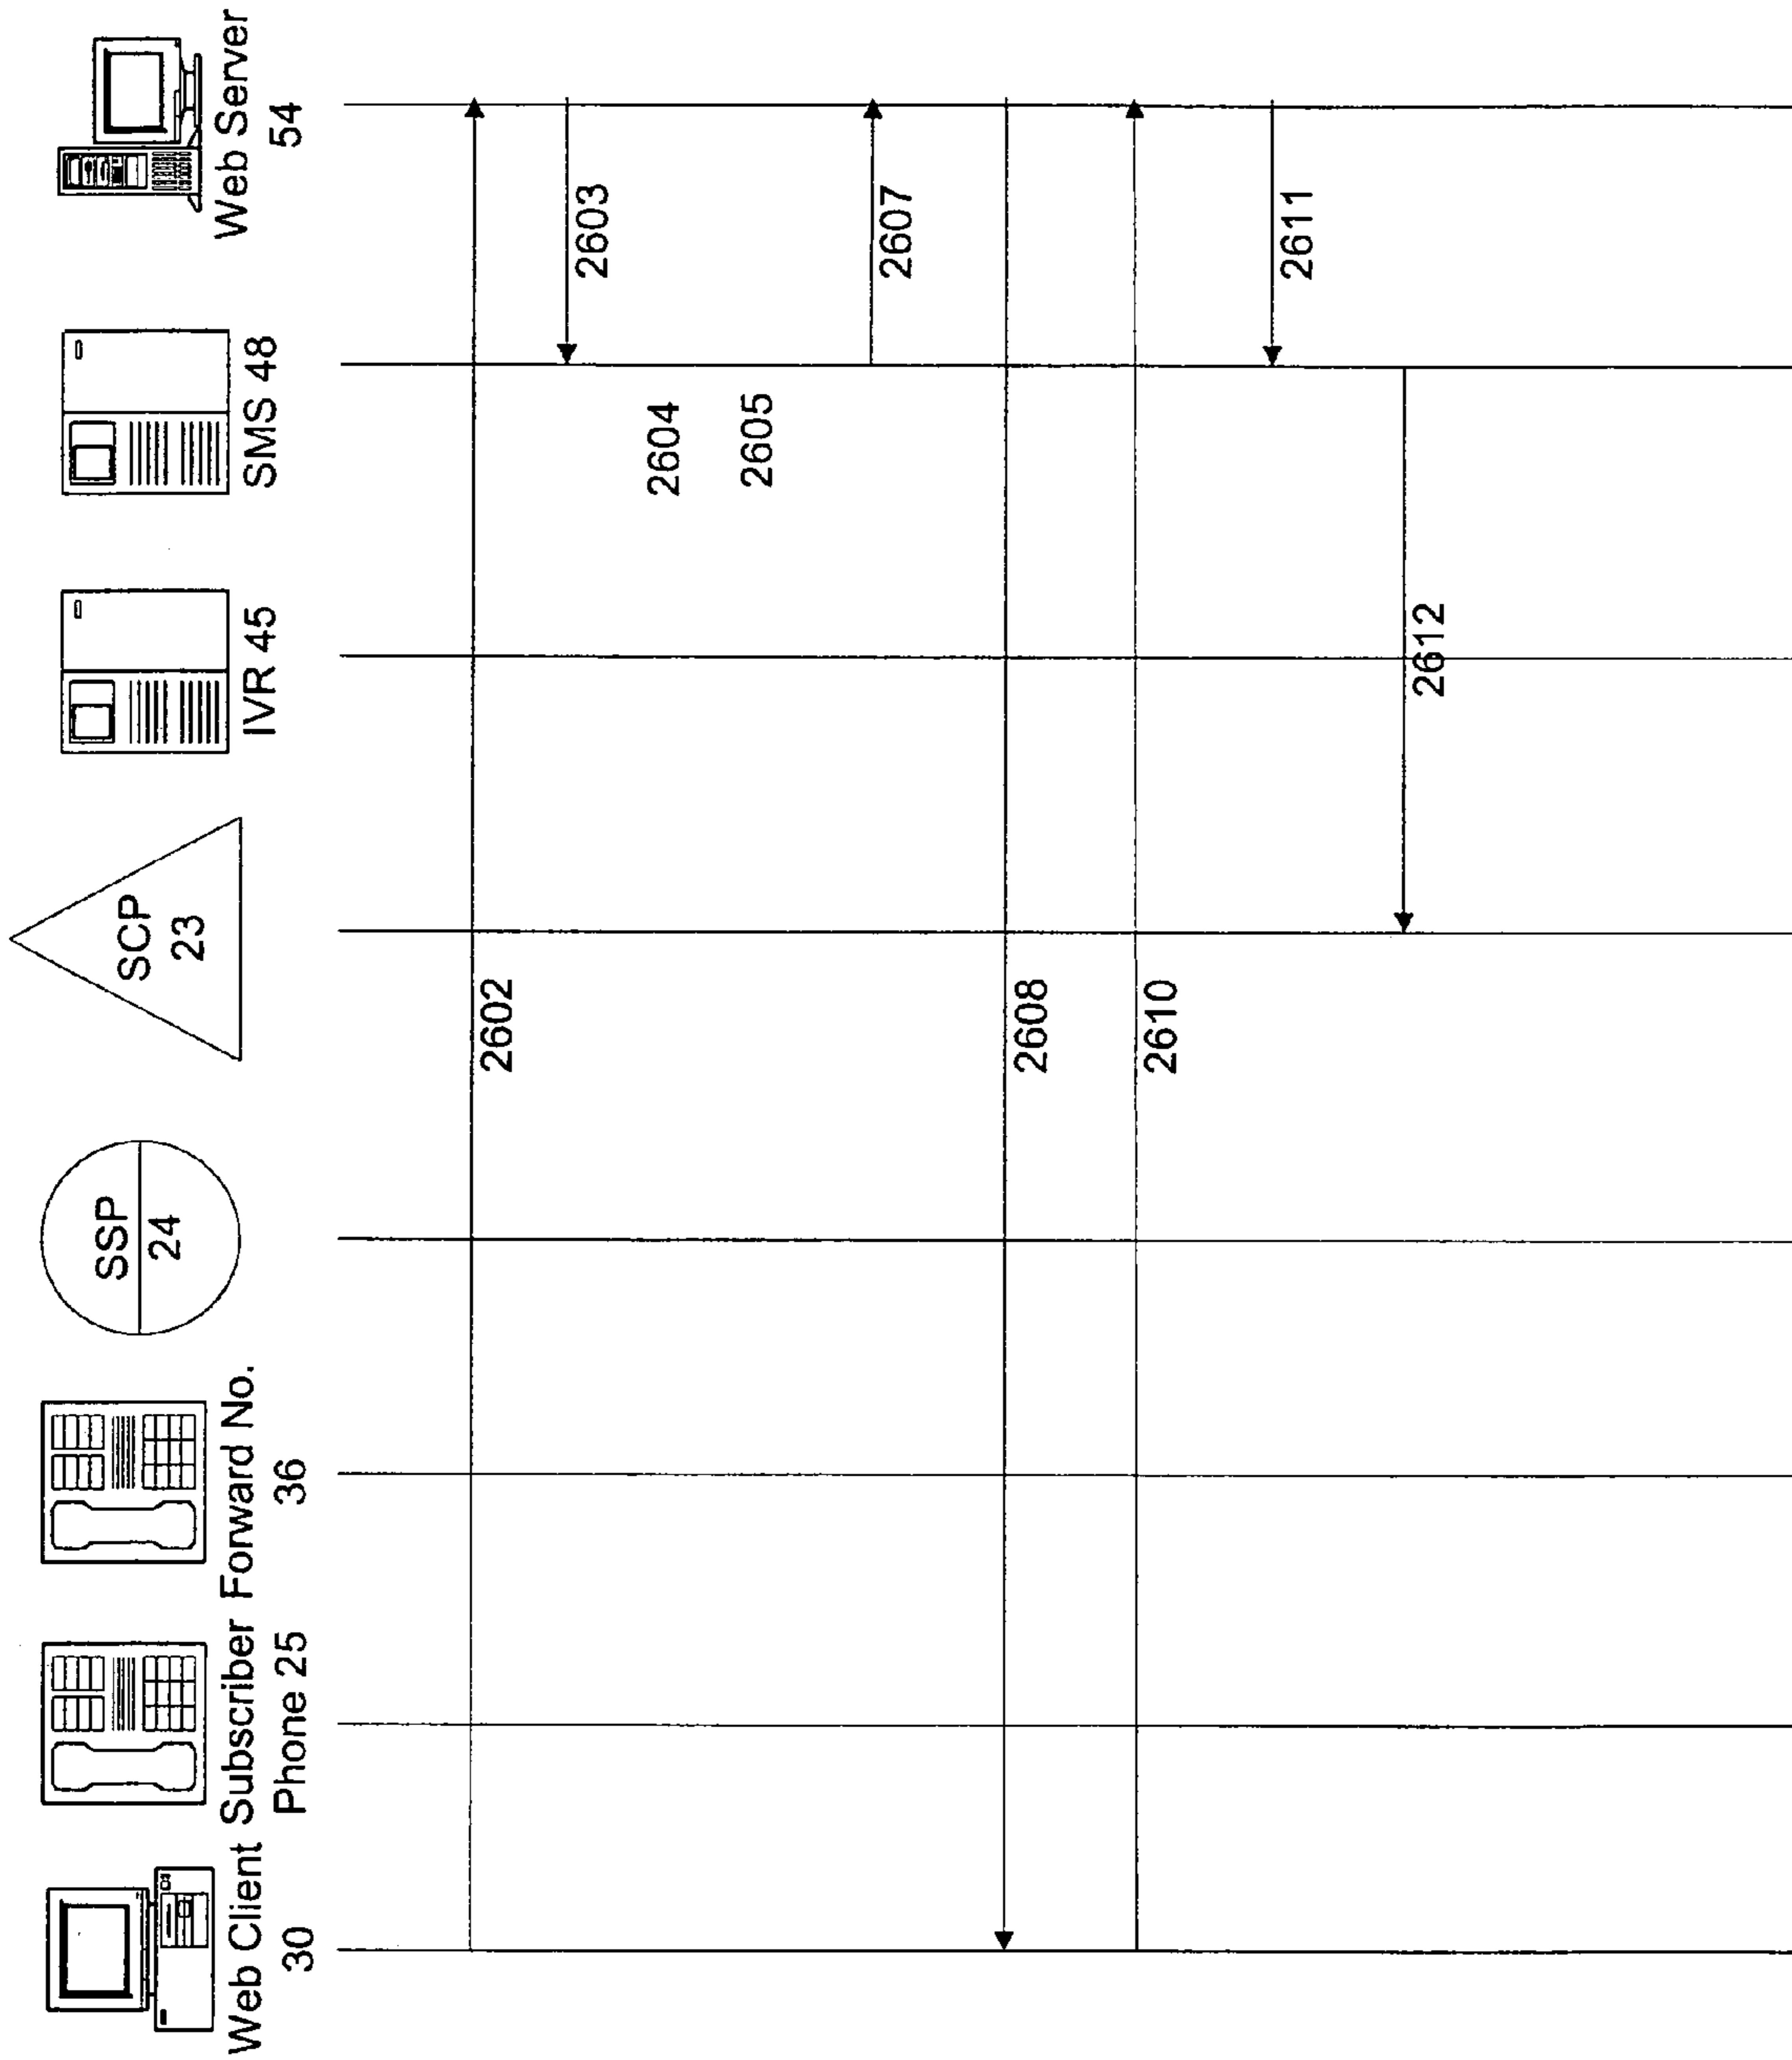 Web Client
30
Subscriber
Phone 25
Forward No.
36
SSP
24
SCP
23
IVR 45
SMS 48
Web Server
54
2602
2603
2604
2605
2607
2608
2610
2611
2612